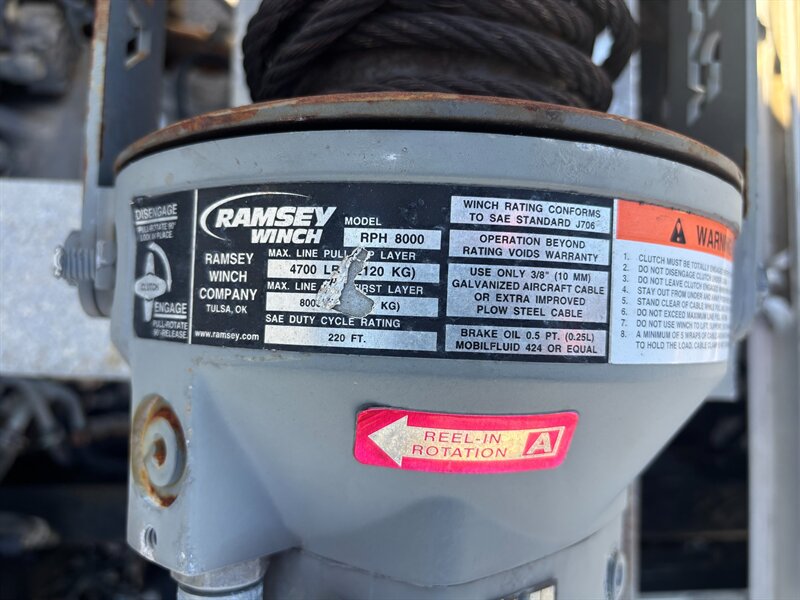 DISENGAGE
PULL-ROTATE 90°
LOCK IN PLACE
CLUTCH
ENGAGE
PULL-ROTATE
90°-RELEASE
RAMSEY
WINCH
RAMSEY
WINCH
COMPANY
TULSA, OK
www.ramsey.com
MODEL
RPH 8000
MAX. LINE PULL LAYER
4700 120 KG)
MAX. LINE FIRST LAYER
KG)
SAE DUTY CYCLE RATING
220 FT.
WINCH RATING CONFORMS
TO SAE STANDARD J706
OPERATION BEYOND
RATING VOIDS WARRANTY
USE ONLY 3/8" (10 MM)
GALVANIZED AIRCRAFT CABLE
OR EXTRA IMPROVED
PLOW STEEL CABLE
BRAKE OIL 0.5 PT. (0.25L)
MOBILFLUID 424 OR EQUAL
WARNING
1. CLUTCH MUST BE TOTALLY
2. DO NOT DISENGAGE CLUTCH UNDER
3. DO NOT LEAVE CLUTCH ENGAGED
4. STAY OUT FROM UNDER AND AWAY
5. STAND CLEAR OF CABLE WHILE
6. DO NOT EXCEED MAXIMUM LINE
7. DO NOT USE WINCH TO LIFT,
8. A MINIMUM OF 5 WRAPS OF CABLE
TO HOLD THE LOAD. CABLE
REEL-IN
ROTATION
A